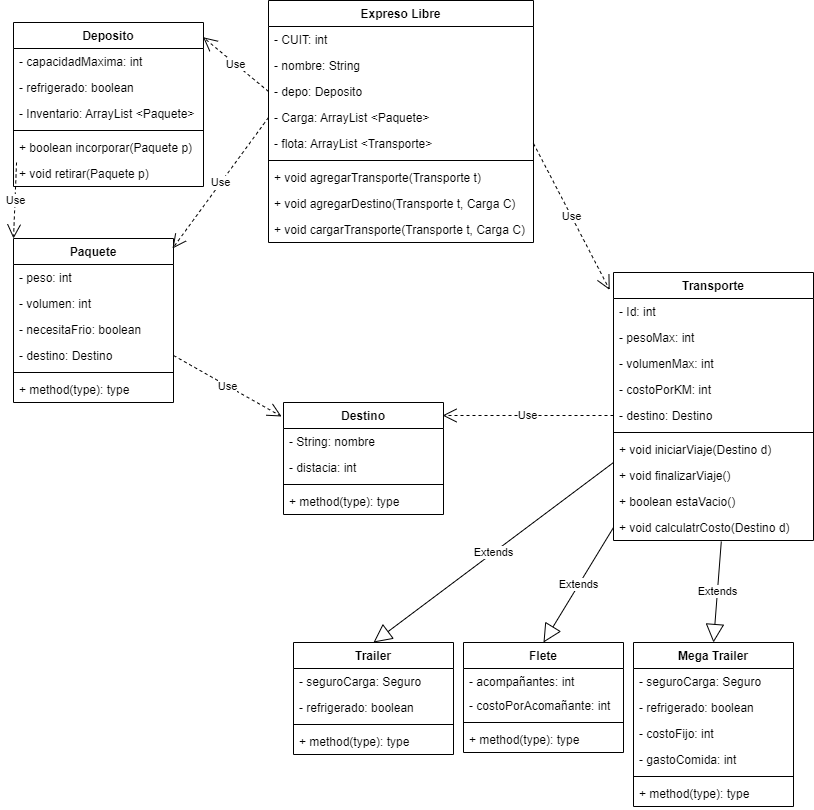 Expreso Libre
- CUIT: int
- nombre: String
- depo: Deposito
- Carga: ArrayList <Paquete>
- flota: ArrayList <Transporte>
+ void agregarTransporte(Transporte t)
+ void agregarDestino(Transporte t, Carga C)
+ void cargarTransporte(Transporte t, Carga C)
Deposito
- capacidadMaxima: int
- refrigerado: boolean
- Inventario: ArrayList <Paquete>
+ boolean incorporar(Paquete p)
+ void retirar(Paquete p)
Use
Use
Use
Use
Paquete
- peso: int
- volumen: int
- necesitaFrio: boolean
- destino: Destino
+ method(type): type
Transporte
- Id: int
- pesoMax: int
- volumenMax: int
- costoPorKM: int
- destino: Destino
+ void iniciarViaje(Destino d)
+ void finalizarViaje()
+ boolean estaVacio()
+ void calculatrCosto(Destino d)
Use
Use
Destino
- String: nombre
- distacia: int
+ method(type): type
Extends
Extends
Extends
Trailer
- seguroCarga: Seguro
- refrigerado: boolean
+ method(type): type
Flete
- acompañantes: int
- costoPorAcomañante: int
+ method(type): type
Mega Trailer
- seguroCarga: Seguro
- refrigerado: boolean
- costoFijo: int
- gastoComida: int
+ method(type): type